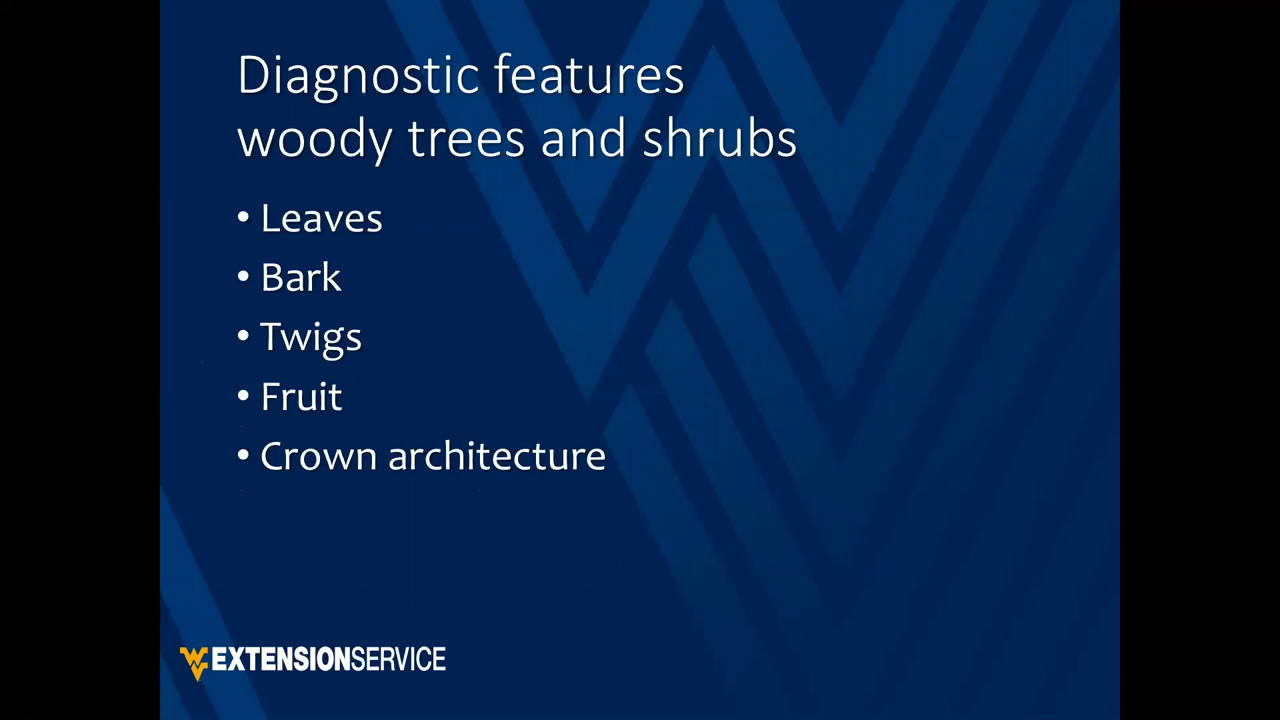 Diagnostic features
woody trees and shrubs
• Leaves
• Bark
• Twigs
• Fruit
• Crown architecture
EXTENSIONSERVICE